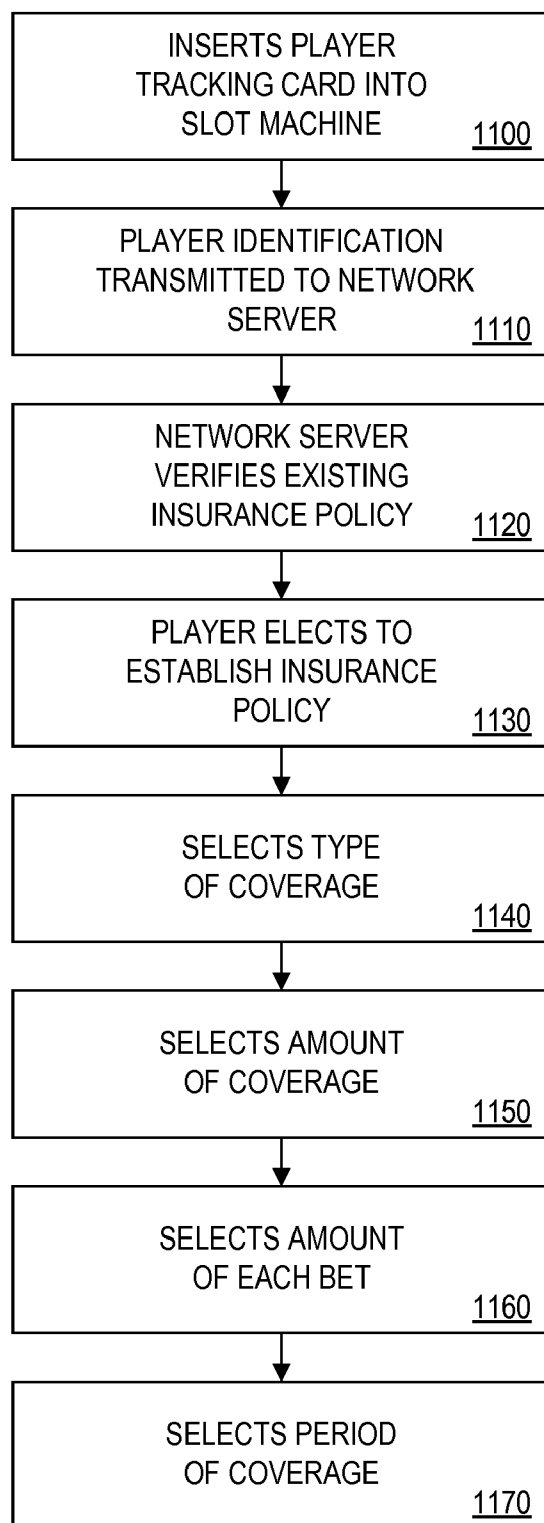 INSERTS PLAYER
TRACKING CARD INTO
SLOT MACHINE
1100
PLAYER IDENTIFICATION
TRANSMITTED TO NETWORK
SERVER
1110
NETWORK SERVER
VERIFIES EXISTING
INSURANCE POLICY
1120
PLAYER ELECTS TO
ESTABLISH INSURANCE
POLICY
1130
SELECTS TYPE
OF COVERAGE
1140
SELECTS AMOUNT
OF COVERAGE
1150
SELECTS AMOUNT
OF EACH BET
1160
SELECTS PERIOD
OF COVERAGE
1170